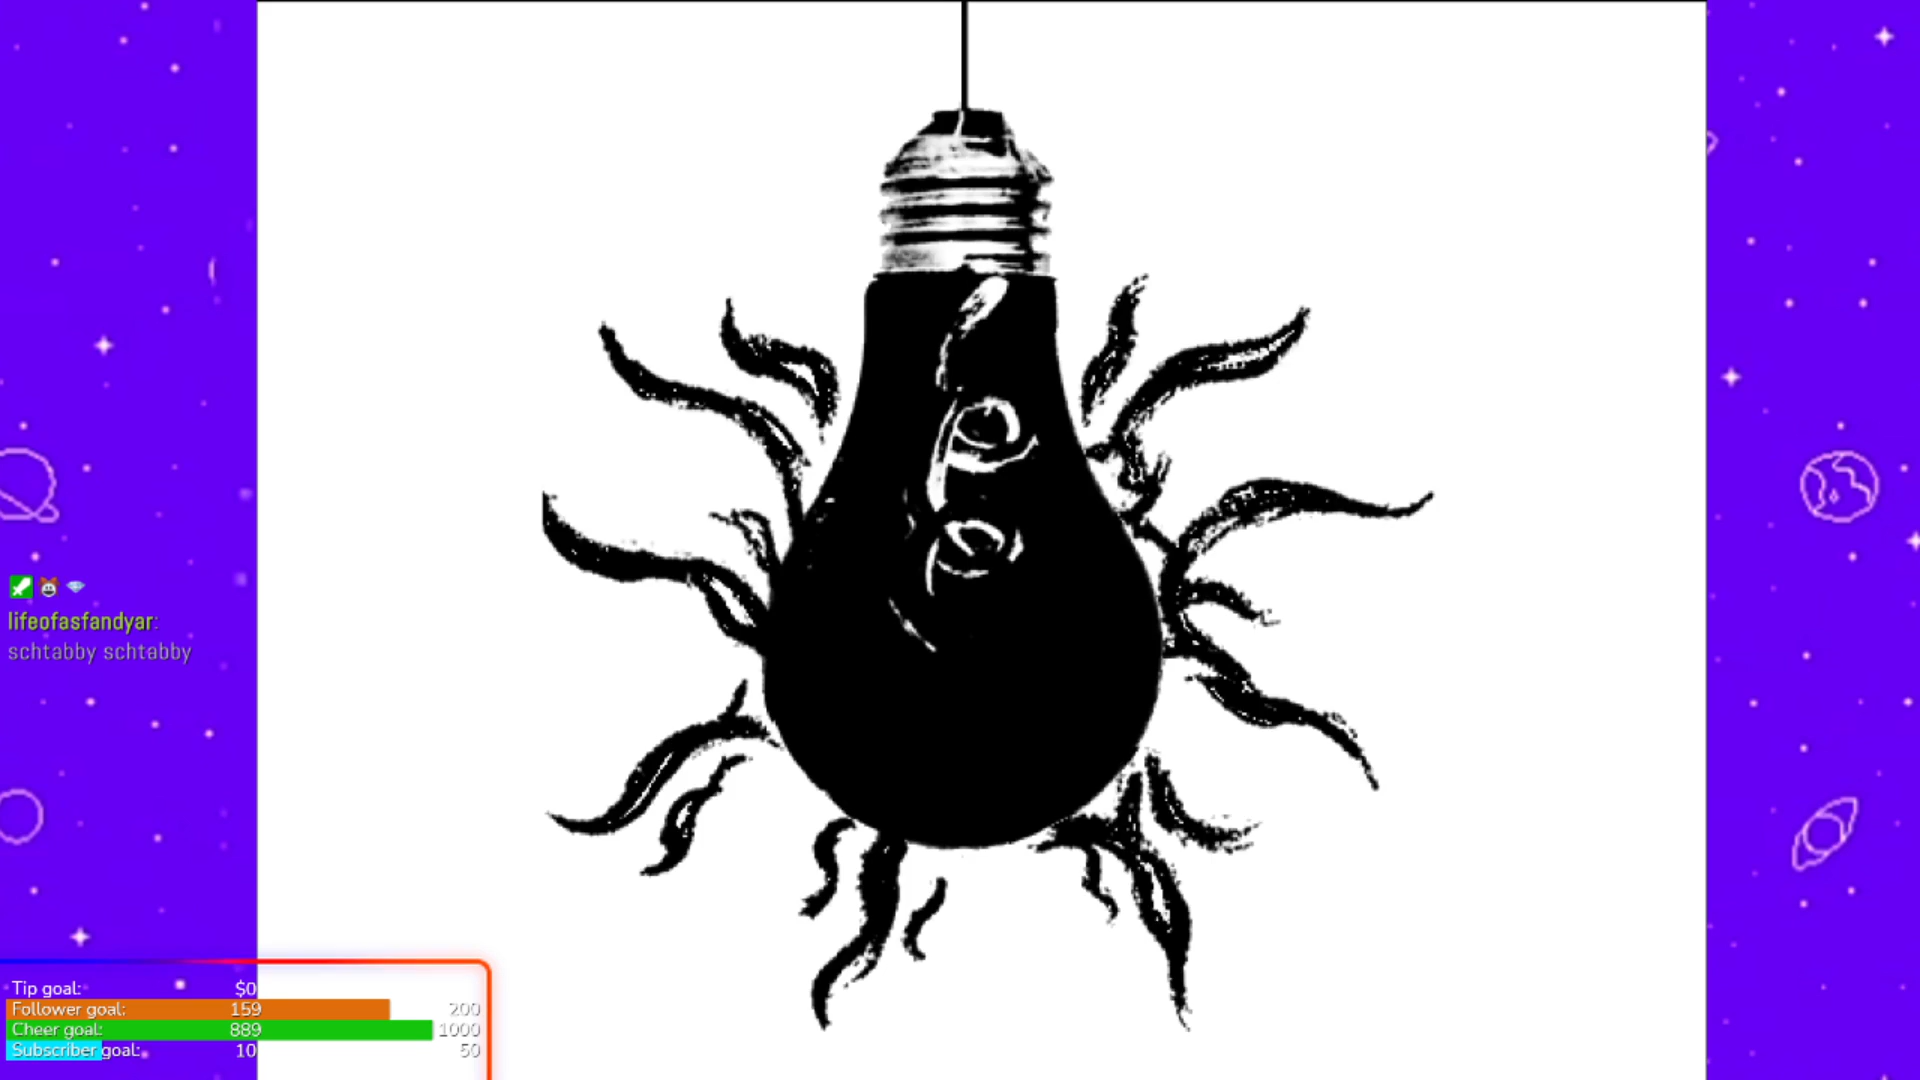 lifeofasfandyar:
schtabby schtabby
Tip goal: $0
Follower goal: 159 200
Cheer goal: 889 1000
Subscriber goal: 10 50